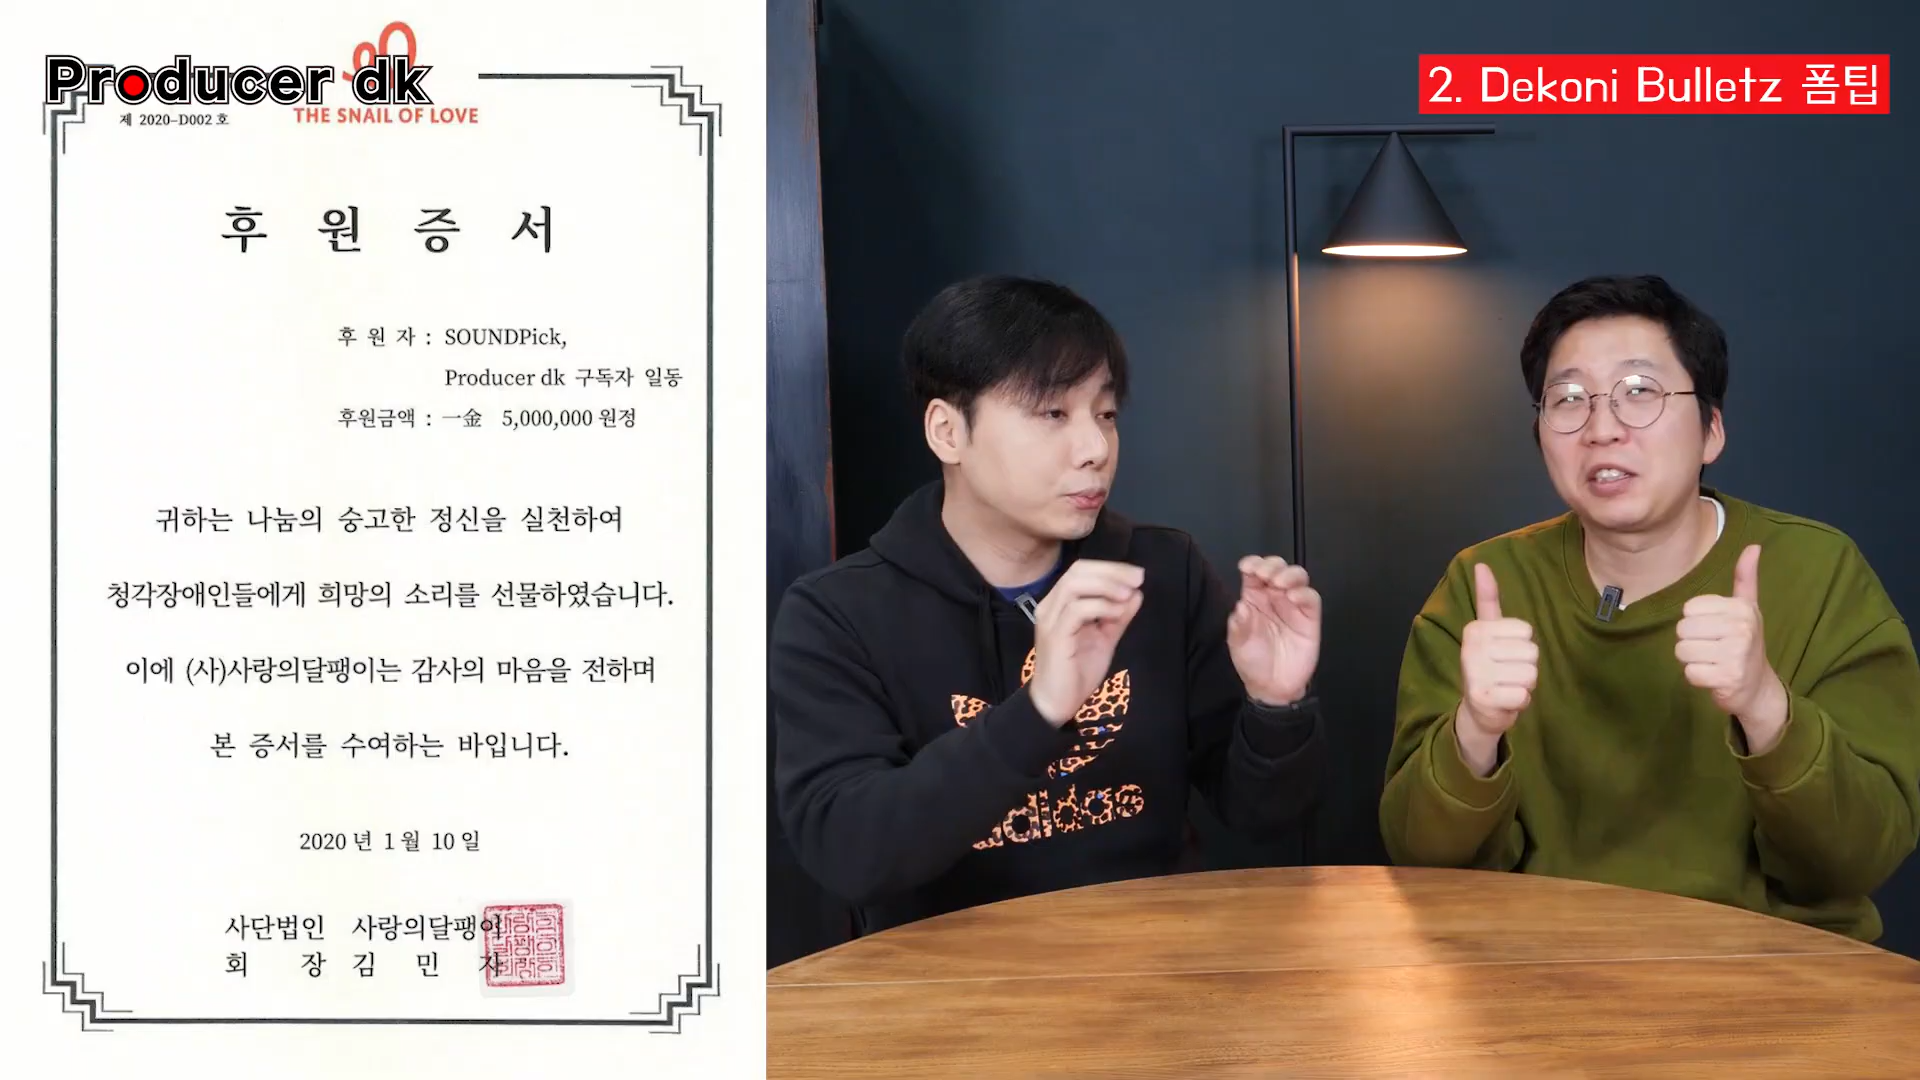 Producer dk
THE SNAIL OF LOVE
제 2020-D002 호
후 원 증 서
후 원 자 : SOUNDPick,
Producer dk 구독자 일동
후원금액 : 一金 5,000,000 원정
귀하는 나눔의 숭고한 정신을 실천하여
청각장애인들에게 희망의 소리를 선물하였습니다.
이에 (사)사랑의달팽이는 감사의 마음을 전하며
본 증서를 수여하는 바입니다.
2020 년 1 월 10 일
사단법인 사랑의달팽이
회 장 김 민 자
2. Dekoni Bulletz 폼팁
adidas